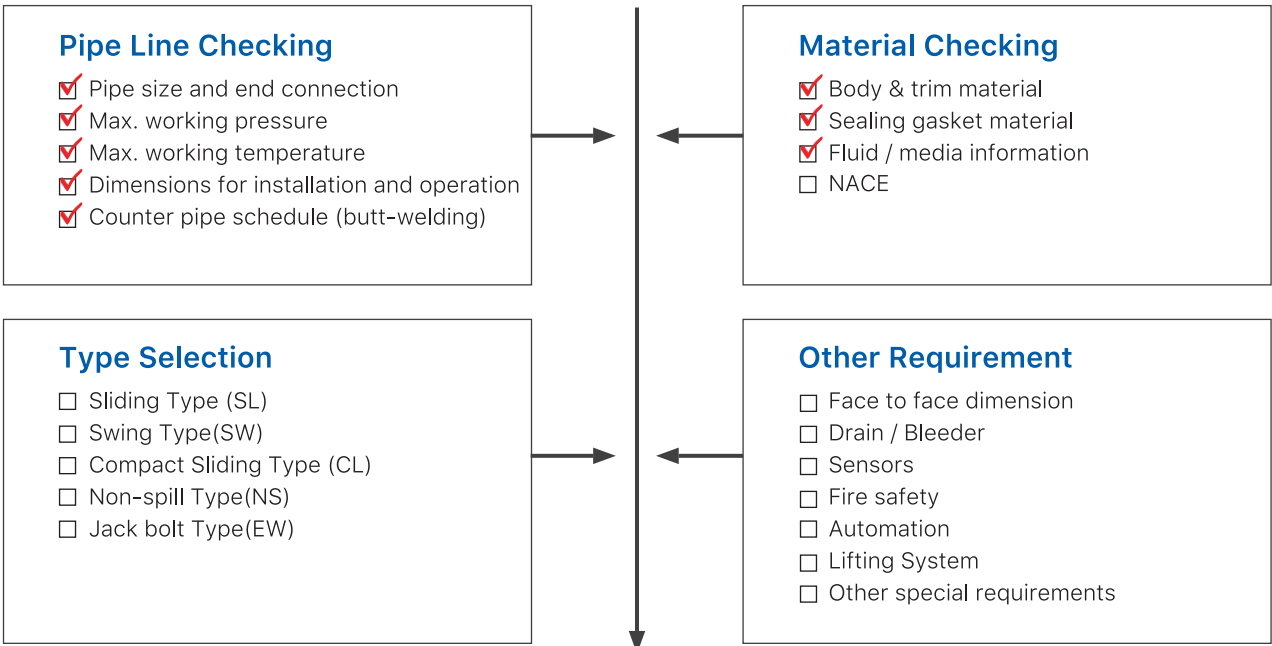 Pipe Line Checking
Pipe size and end connection
Max. working pressure
Max. working temperature
Dimensions for installation and operation
Counter pipe schedule (butt-welding)
Material Checking
Body & trim material
Sealing gasket material
Fluid / media information
NACE
Type Selection
Sliding Type (SL)
Swing Type(SW)
Compact Sliding Type (CL)
Non-spill Type(NS)
Jack bolt Type(EW)
Other Requirement
Face to face dimension
Drain / Bleeder
Sensors
Fire safety
Automation
Lifting System
Other special requirements